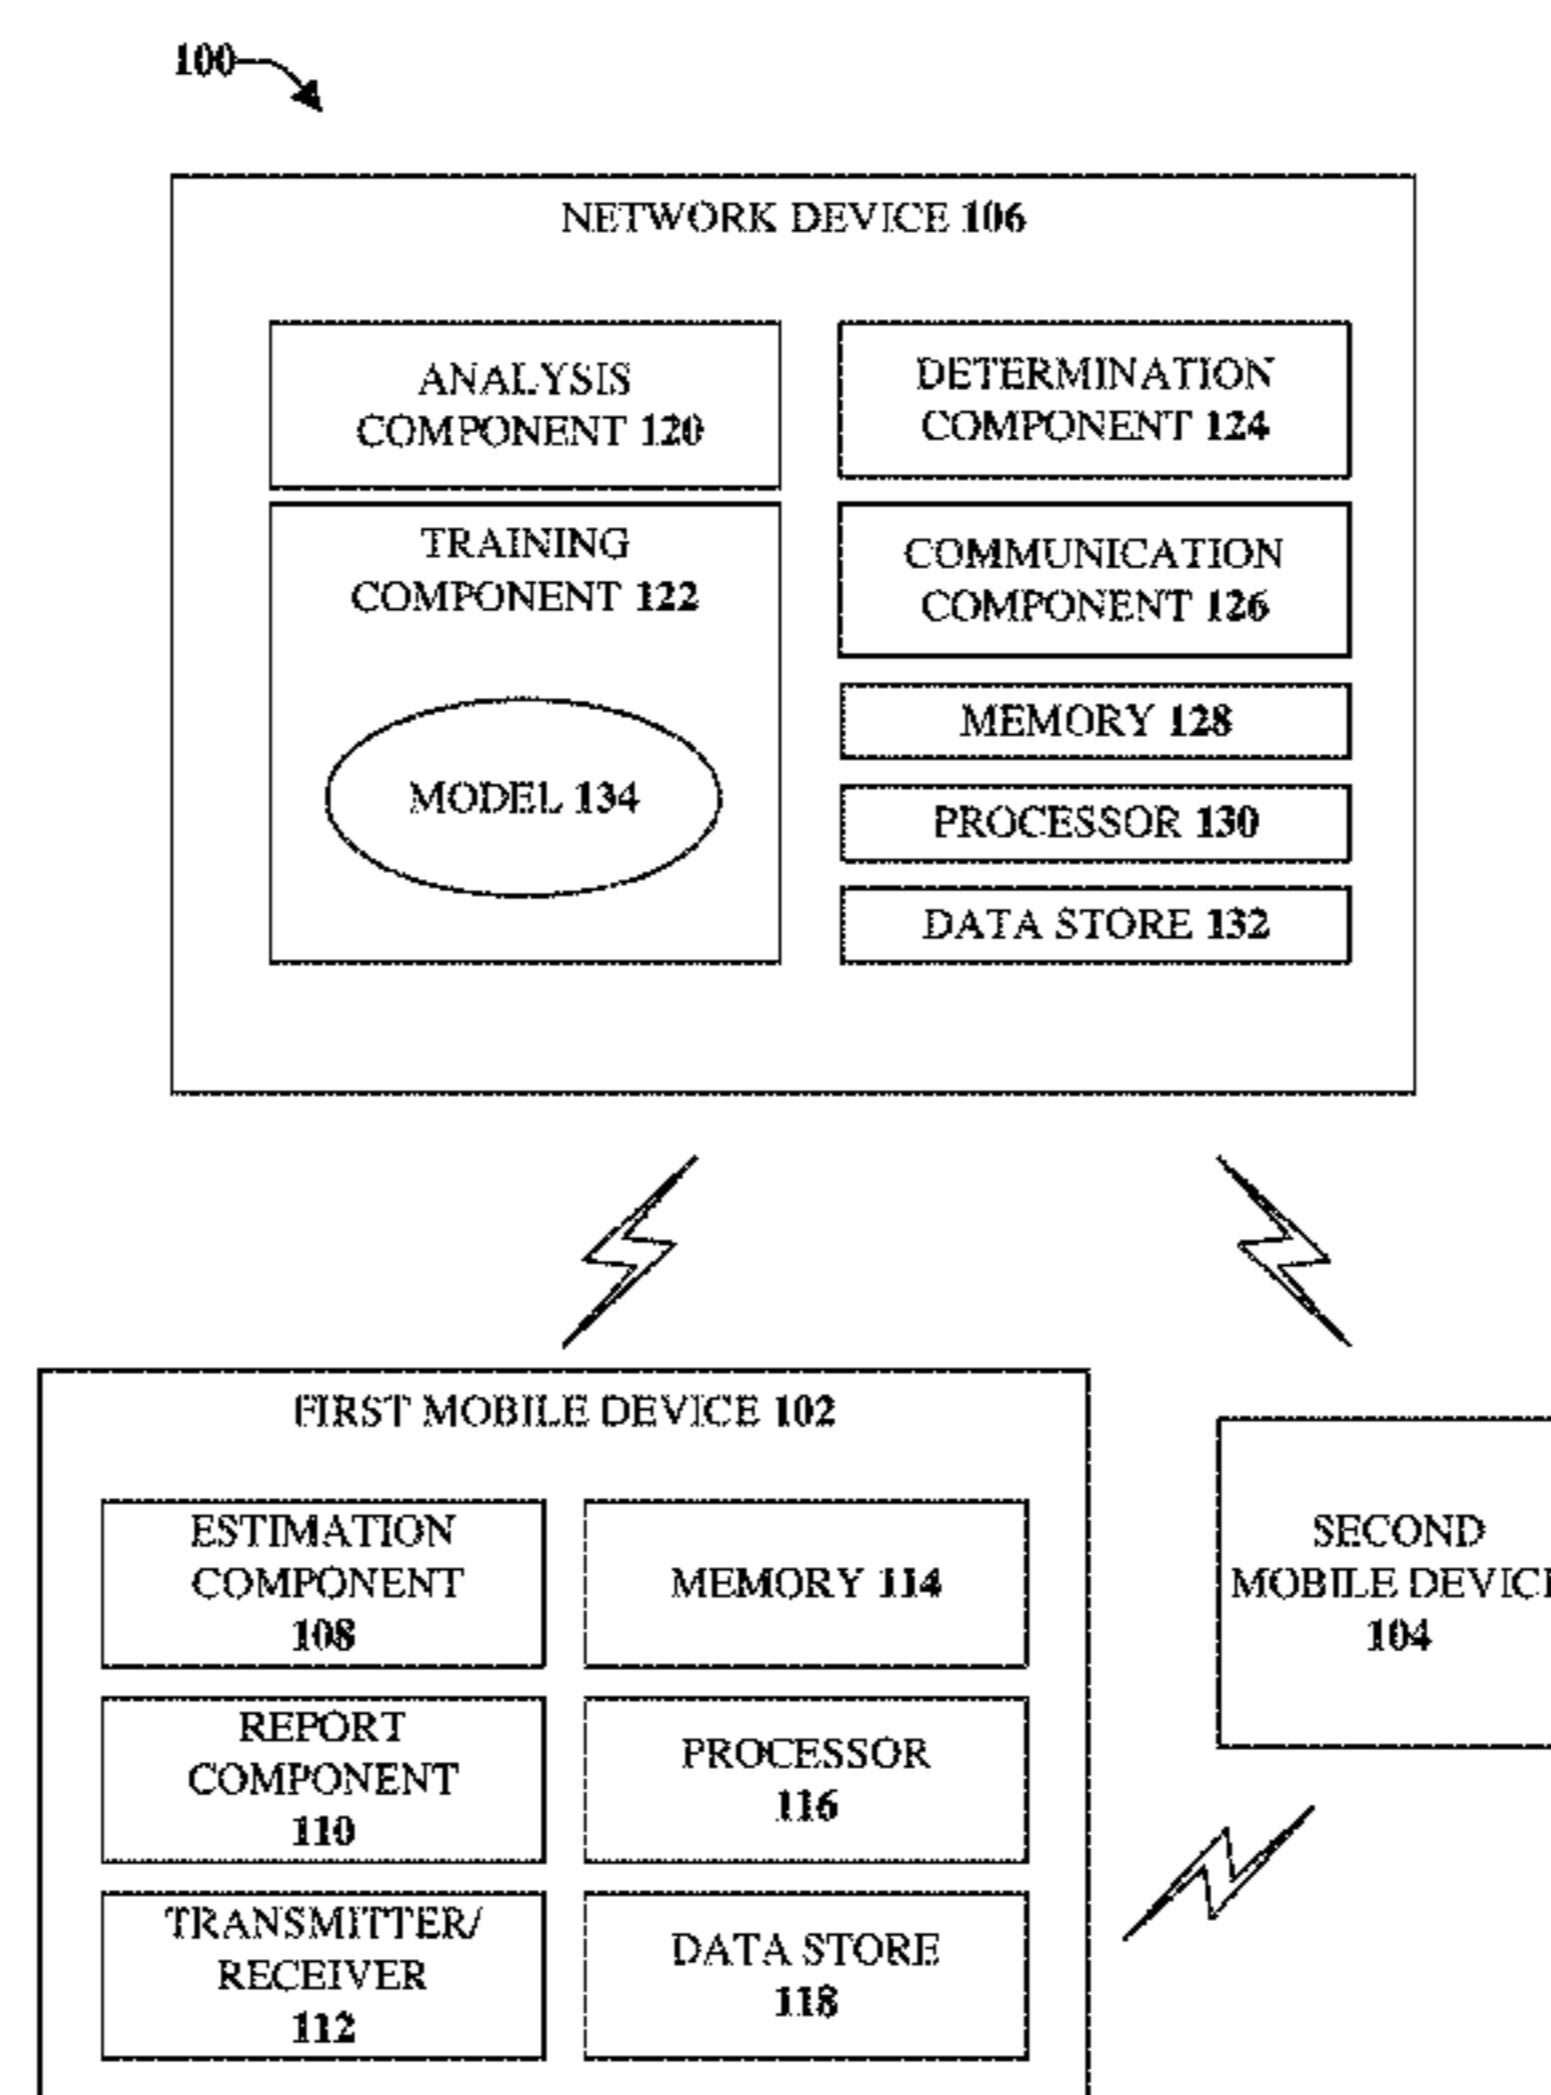 100
NETWORK DEVICE 106
ANALYSIS
COMPONENT 120
TRAINING
COMPONENT 122
MODEL 134
DETERMINATION
COMPONENT 124
COMMUNICATION
COMPONENT 126
MEMORY 128
PROCESSOR 130
DATA STORE 132
FIRST MOBILE DEVICE 102
ESTIMATION
COMPONENT
108
REPORT
COMPONENT
110
TRANSMITTER/
RECEIVER
112
MEMORY 114
PROCESSOR
116
DATA STORE
118
SECOND
MOBILE DEVICE
104